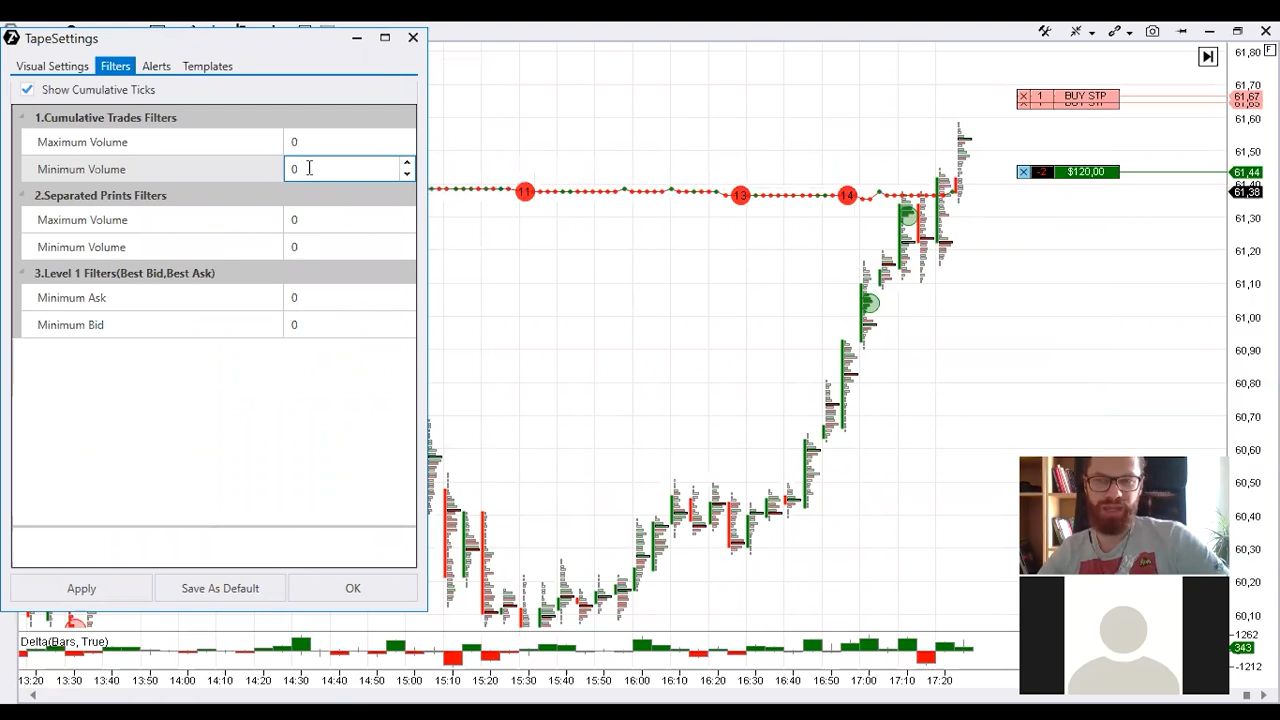 TapeSettings
Visual Settings Filters Alerts Templates
Show Cumulative Ticks
1.Cumulative Trades Filters
Maximum Volume 0
Minimum Volume 0
2.Separated Prints Filters
Maximum Volume 0
Minimum Volume 0
3.Level 1 Filters(Best Bid,Best Ask)
Minimum Ask 0
Minimum Bid 0
Apply Save As Default OK
11
13
14
1 BUY STP
-2 $120,00
F
61,80
61,70
61,67
61,60
61,50
61,44
61,38
61,30
61,20
61,10
61,00
60,90
60,80
60,70
60,60
60,50
60,40
60,30
60,20
60,10
Delta(Bars, True)
1262
343
-1212
13:20 13:30 13:40 13:50 14:00 14:10 14:20 14:30 14:40 14:50 15:00 15:10 15:20 15:30 15:40 15:50 16:00 16:10 16:20 16:30 16:40 16:50 17:00 17:10 17:20